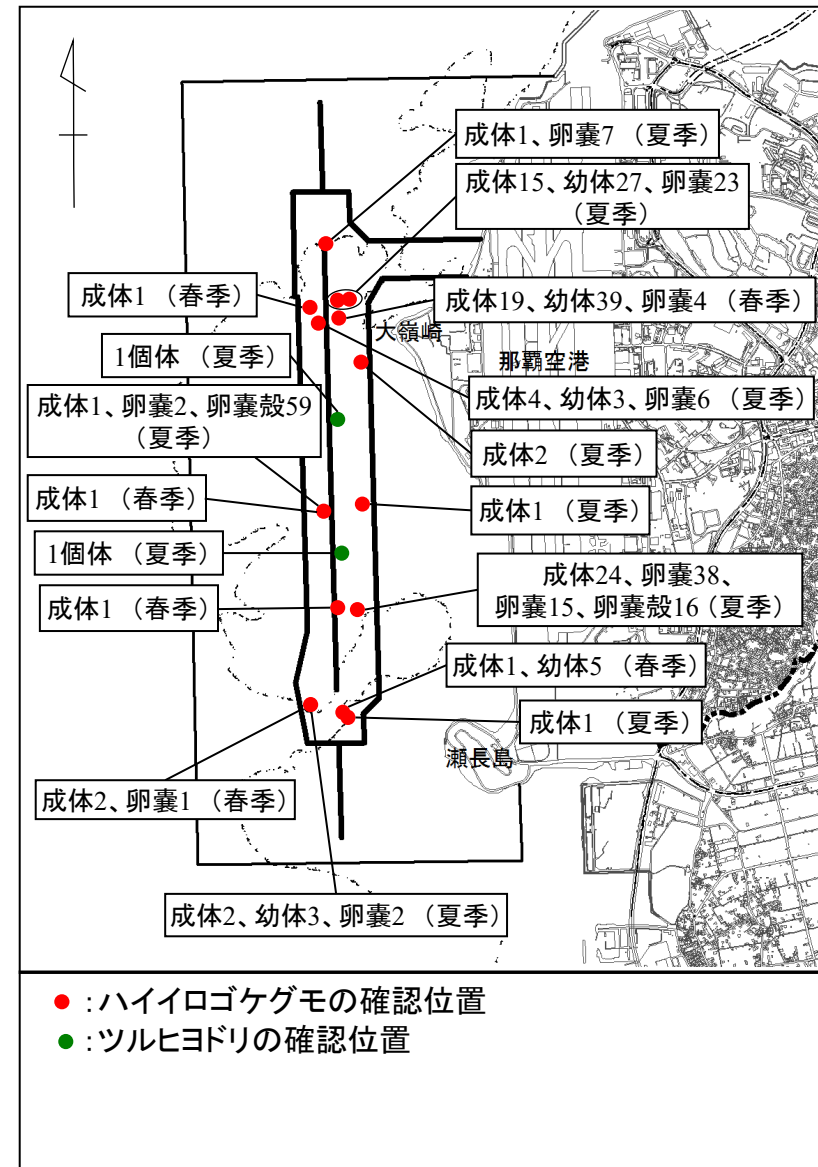 成体1、卵嚢7 （夏季）
成体15、幼体27、卵嚢23
（夏季）
成体1 （春季）
成体19、幼体39、卵嚢4 （春季）
大嶺崎
1個体 （夏季）
那覇空港
成体4、幼体3、卵嚢6 （夏季）
成体1、卵嚢2、卵嚢殻59
（夏季）
成体2 （夏季）
成体1 （春季）
成体1 （夏季）
1個体 （夏季）
成体24、卵嚢38、
卵嚢15、卵嚢殻16（夏季）
成体1 （春季）
成体1、幼体5 （春季）
成体1 （夏季）
瀬長島
成体2、卵嚢1 （春季）
成体2、幼体3、卵嚢2 （夏季）
：ハイイロゴケグモの確認位置
：ツルヒヨドリの確認位置